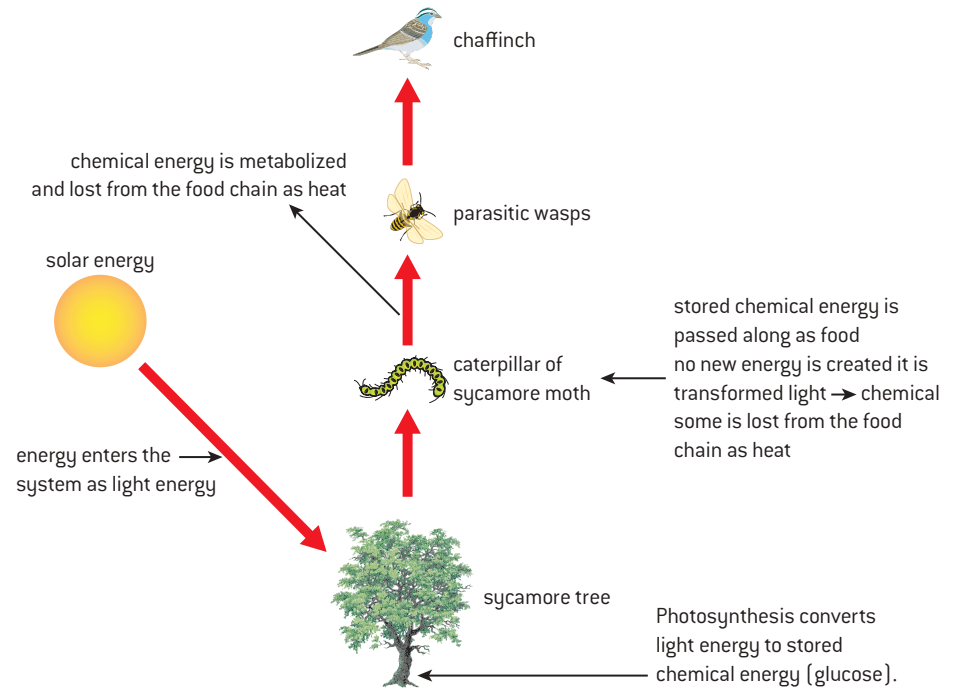 chaffinch
chemical energy is metabolized
and lost from the food chain as heat
parasitic wasps
solar energy
stored chemical energy is
passed along as food
no new energy is created it is
transformed light → chemical
some is lost from the food
chain as heat
caterpillar of
sycamore moth
energy enters the
system as light energy
sycamore tree
Photosynthesis converts
light energy to stored
chemical energy (glucose).